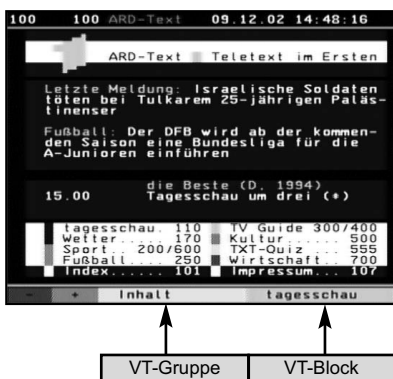 100 100 ARD-Text 09.12.02 14:48:16
ARD-Text Teletext im Ersten
Letzte Meldung: Israelische Soldaten
töten bei Tulkarem 25-jährigen Paläs-
tinenser
Fußball: Der DFB wird ab der kommen-
den Saison eine Bundesliga für die
A-Junioren einführen
die Beste (D, 1994)
15.00 Tagesschau um drei (*)
tagesschau. 110 TV Guide 300/400
Wetter...... 170 Kultur..... 500
Sport.. 200/600 TXT-Quiz... 555
Fußball.... 250 Wirtschaft.. 700
Index...... 101 Impressum... 107
- + Inhalt tagesschau
VT-Gruppe VT-Block